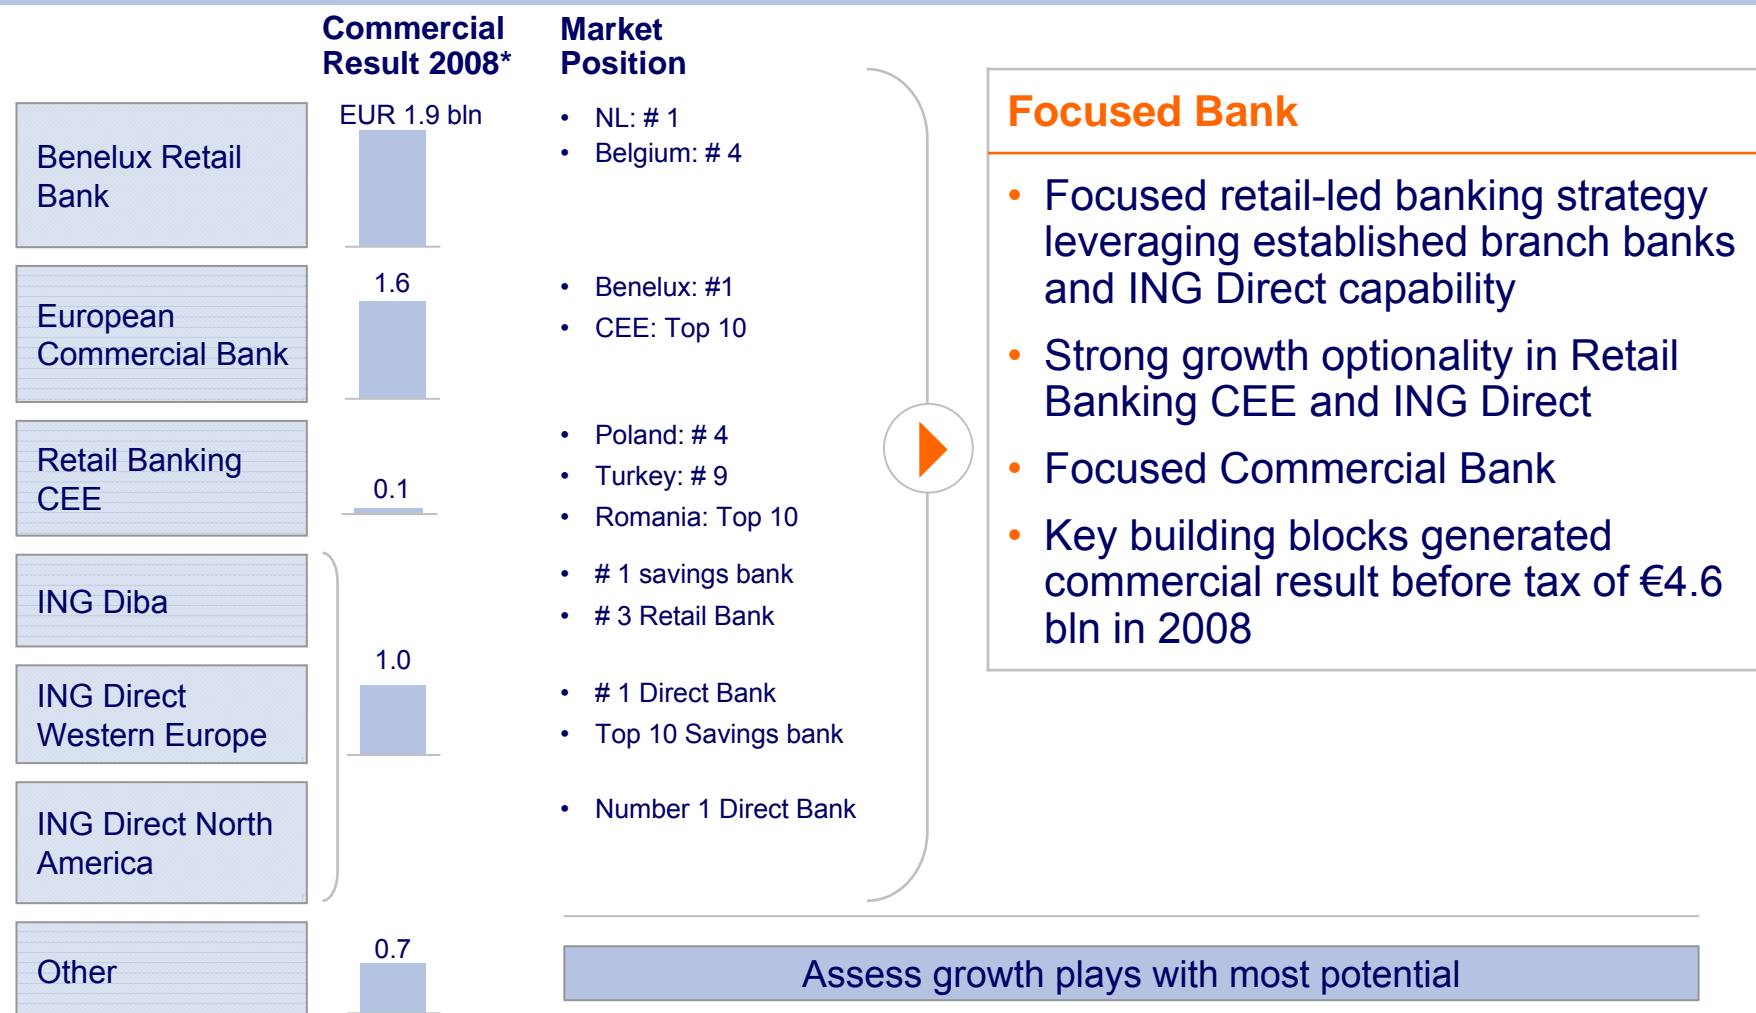 Commercial
Result 2008*
Market
Position
Benelux Retail
Bank
EUR 1.9 bln
• NL: # 1
• Belgium: # 4
European
Commercial Bank
1.6
• Benelux: #1
• CEE: Top 10
Retail Banking
CEE
0.1
• Poland: # 4
• Turkey: # 9
• Romania: Top 10
ING Diba
• # 1 savings bank
• # 3 Retail Bank
1.0
ING Direct
Western Europe
• # 1 Direct Bank
• Top 10 Savings bank
ING Direct North
America
• Number 1 Direct Bank
Other
0.7
Focused Bank
• Focused retail-led banking strategy
leveraging established branch banks
and ING Direct capability
• Strong growth optionality in Retail
Banking CEE and ING Direct
• Focused Commercial Bank
• Key building blocks generated
commercial result before tax of €4.6
bln in 2008
Assess growth plays with most potential